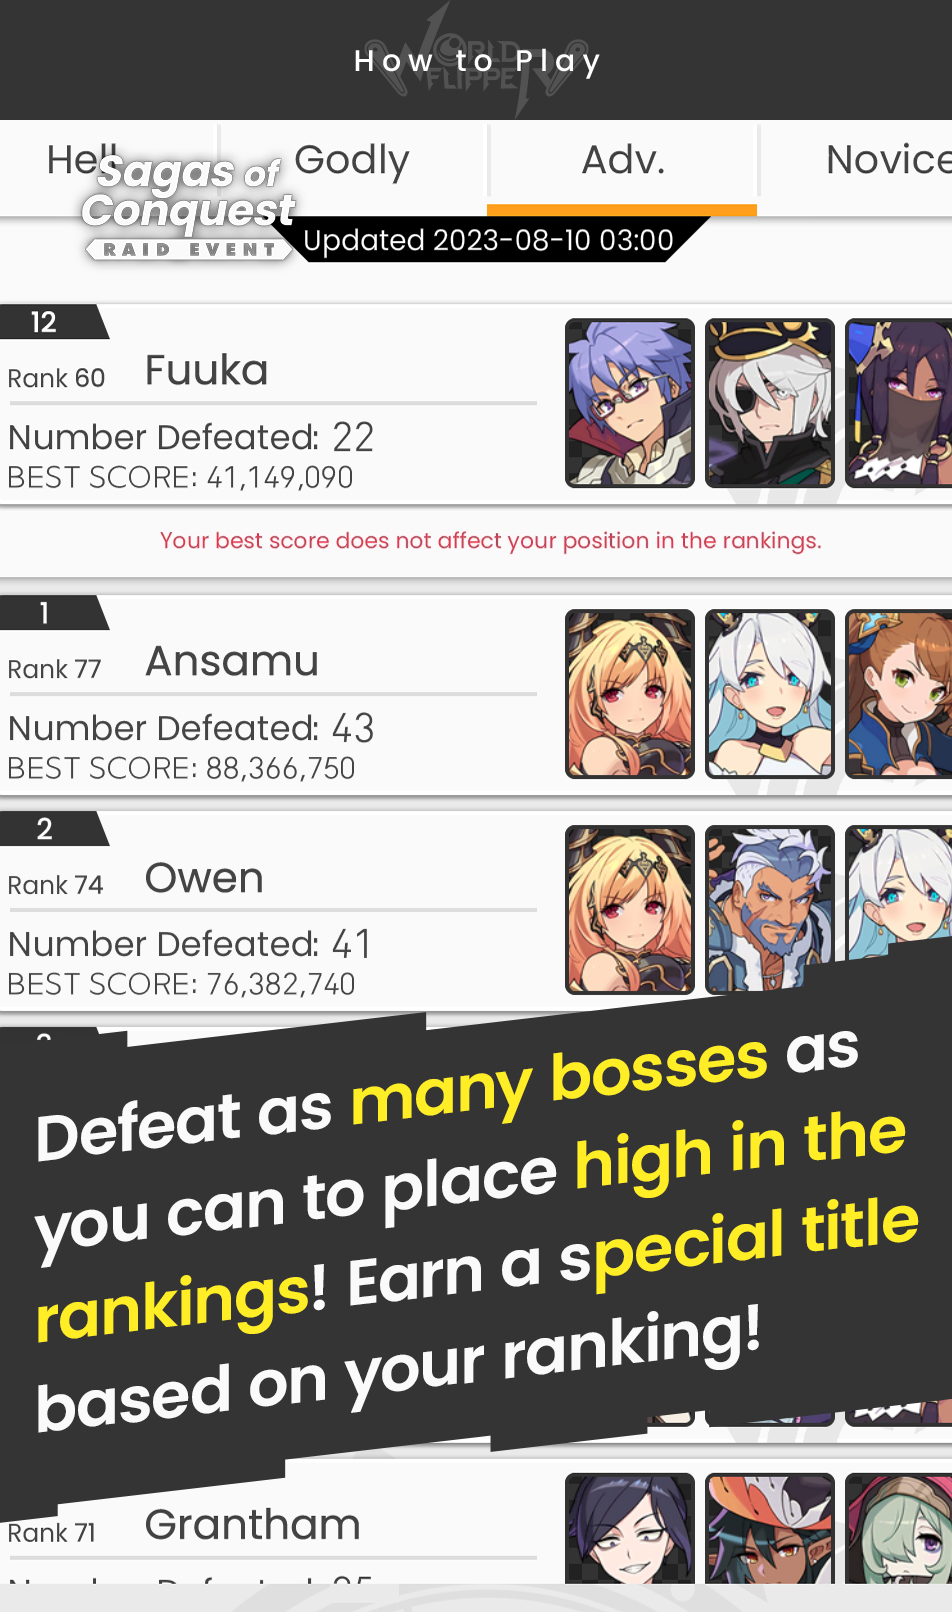 WORLD FLIPPER
How to Play
Hell
Godly
Adv.
Novice
Sagas of
Conquest
RAID EVENT
Updated 2023-08-10 03:00
12
Rank 60 Fuuka
Number Defeated: 22
BEST SCORE: 41,149,090
Your best score does not affect your position in the rankings.
1
Rank 77 Ansamu
Number Defeated: 43
BEST SCORE: 88,366,750
2
Rank 74 Owen
Number Defeated: 41
BEST SCORE: 76,382,740
Defeat as many bosses as
you can to place high in the
rankings! Earn a special title
based on your ranking!
Rank 71 Grantham